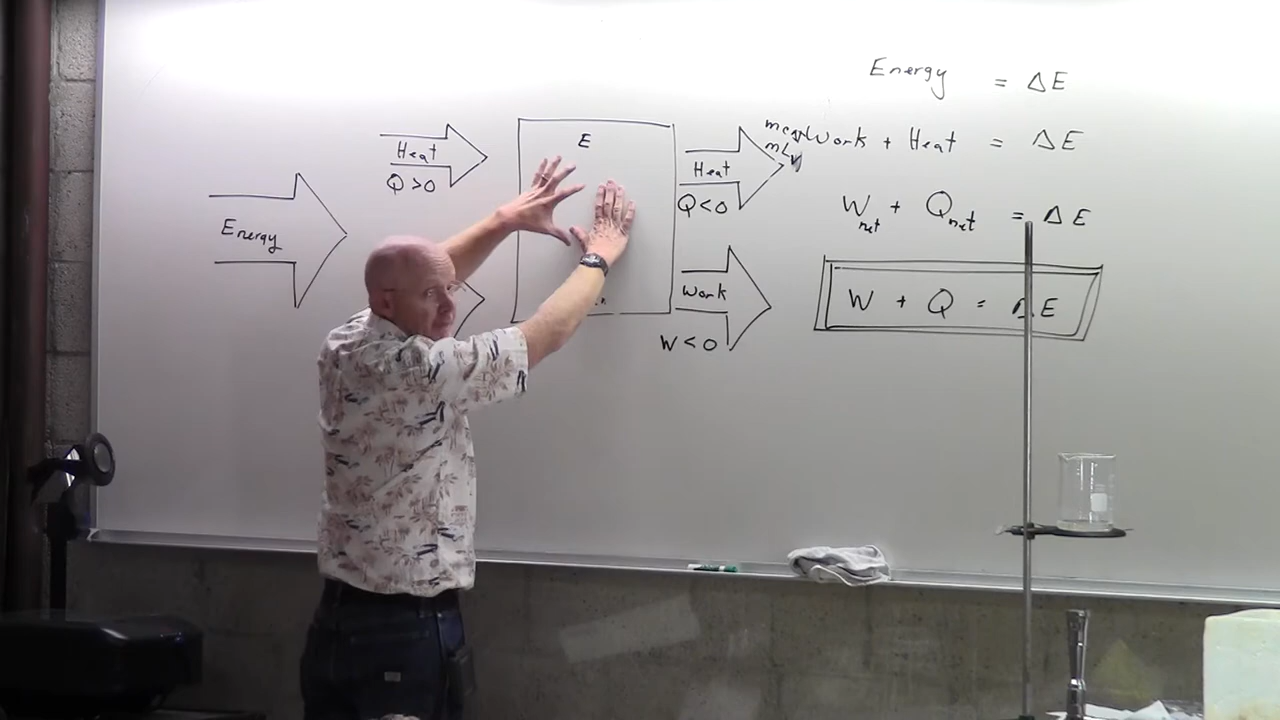 Energy = ΔE
Work + Heat = ΔE
W_net + Q_net = ΔE
W + Q = ΔE
Energy
Heat
Q > 0
E
Heat
Q < 0
Work
W < 0